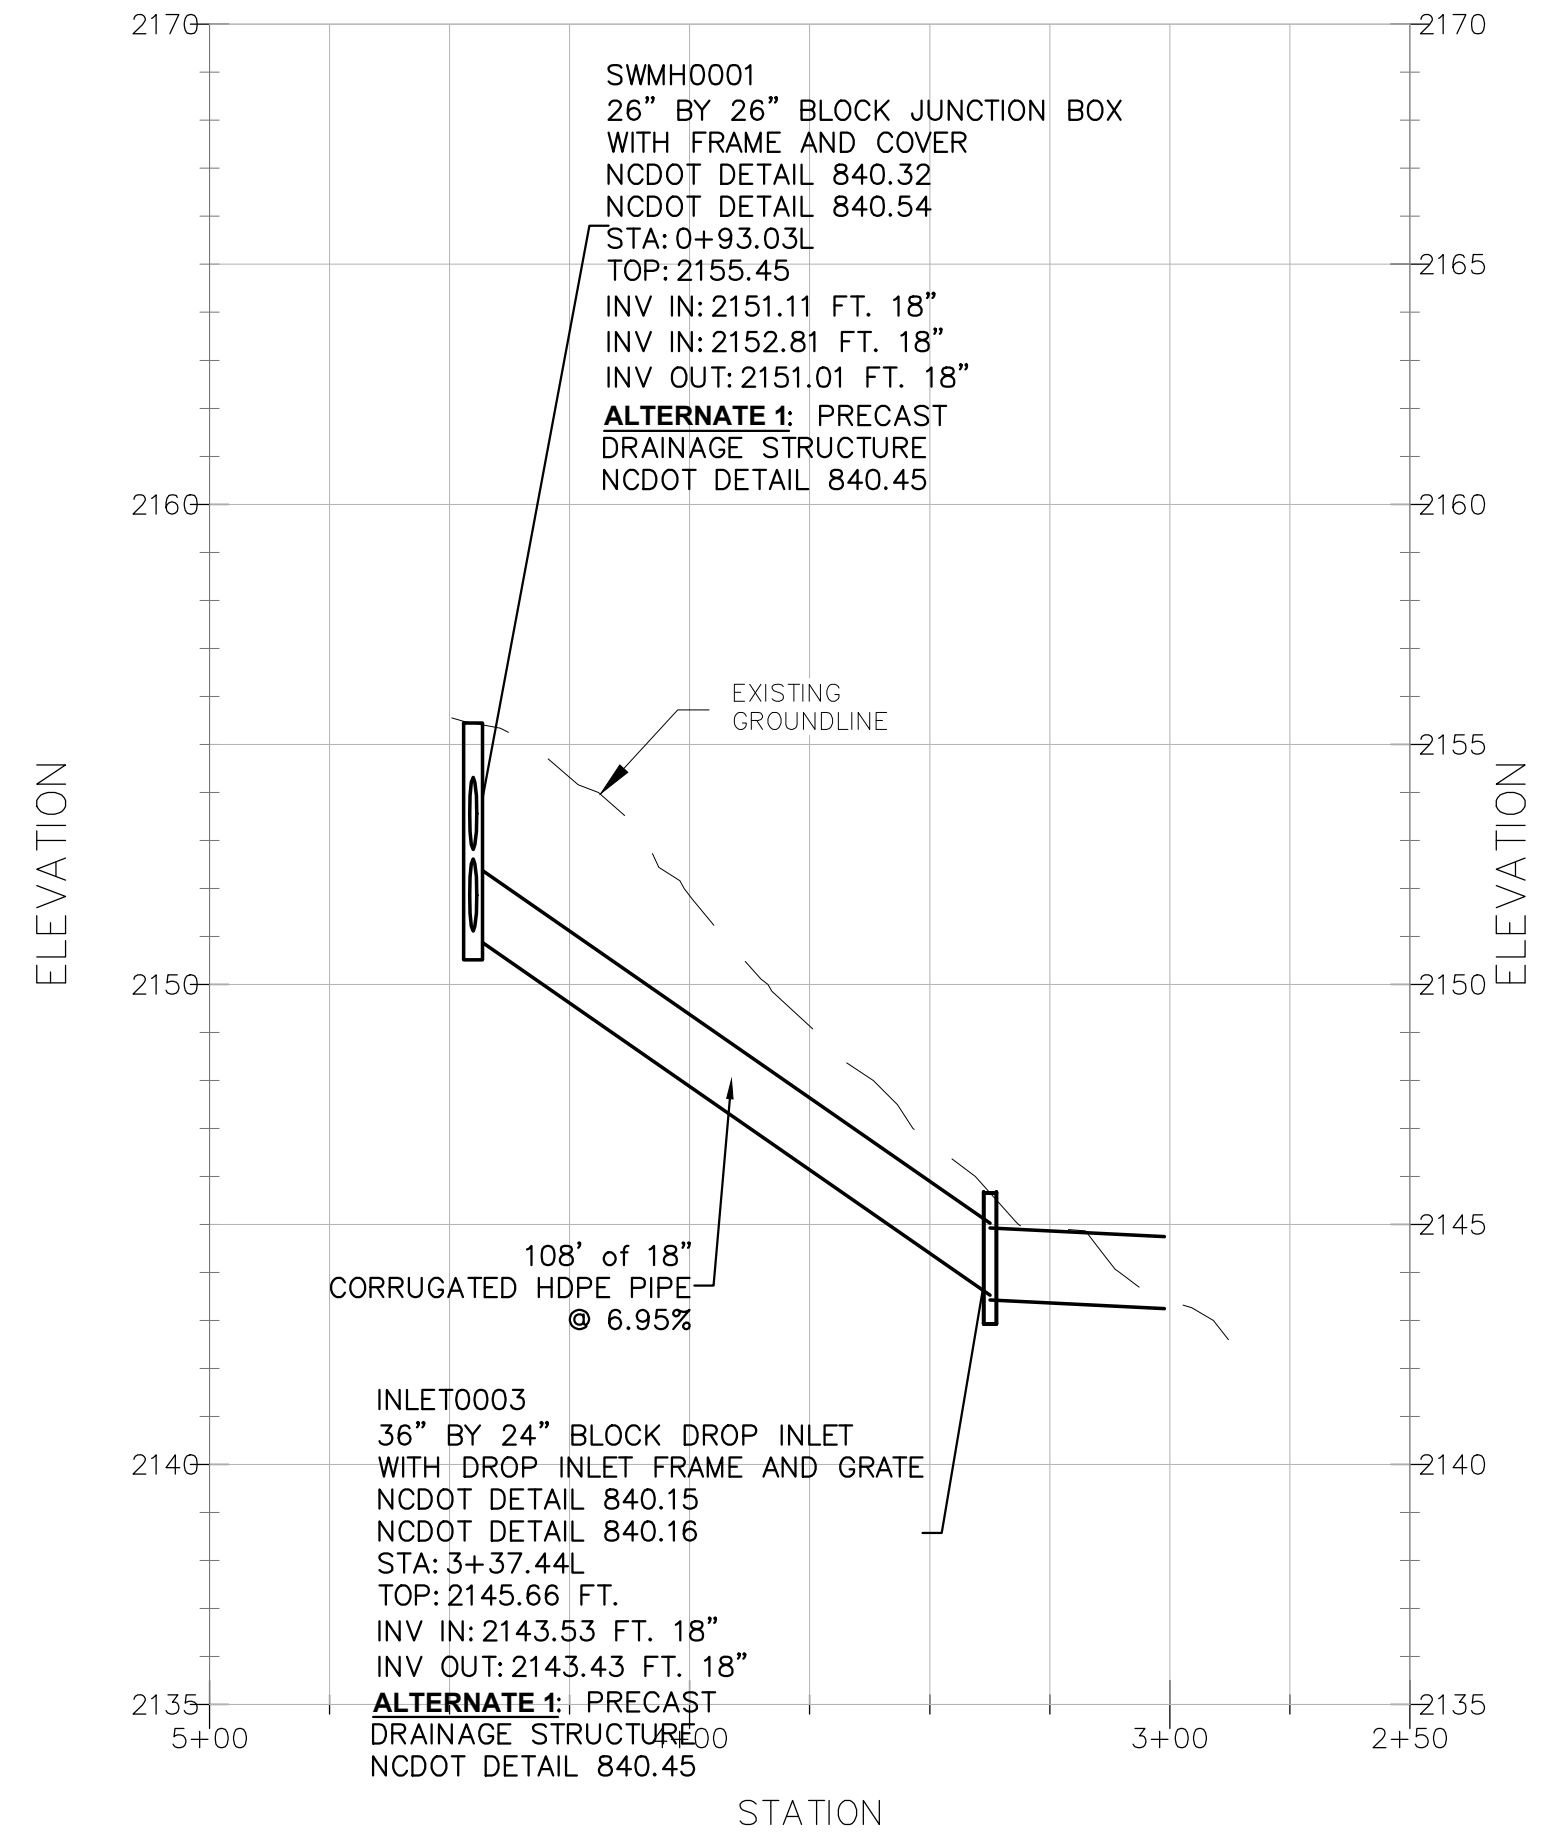 2170
2170
SWMH0001
26” BY 26” BLOCK JUNCTION BOX
WITH FRAME AND COVER
NCDOT DETAIL 840.32
NCDOT DETAIL 840.54
STA: 0+93.03L
TOP: 2155.45
INV IN: 2151.11 FT. 18”
INV IN: 2152.81 FT. 18”
INV OUT: 2151.01 FT. 18”
ALTERNATE 1: PRECAST
DRAINAGE STRUCTURE
NCDOT DETAIL 840.45
2165
2160
2160
EXISTING
GROUNDLINE
2155
ELEVATION
ELEVATION
2150
2150
2145
108’ of 18”
CORRUGATED HDPE PIPE
@ 6.95%
INLET0003
36” BY 24” BLOCK DROP INLET
WITH DROP INLET FRAME AND GRATE
NCDOT DETAIL 840.15
NCDOT DETAIL 840.16
STA: 3+37.44L
TOP: 2145.66 FT.
INV IN: 2143.53 FT. 18”
INV OUT: 2143.43 FT. 18”
ALTERNATE 1: PRECAST
DRAINAGE STRUCTURE
NCDOT DETAIL 840.45
2140
2140
2135
2135
5+00
4+00
3+00
2+50
STATION